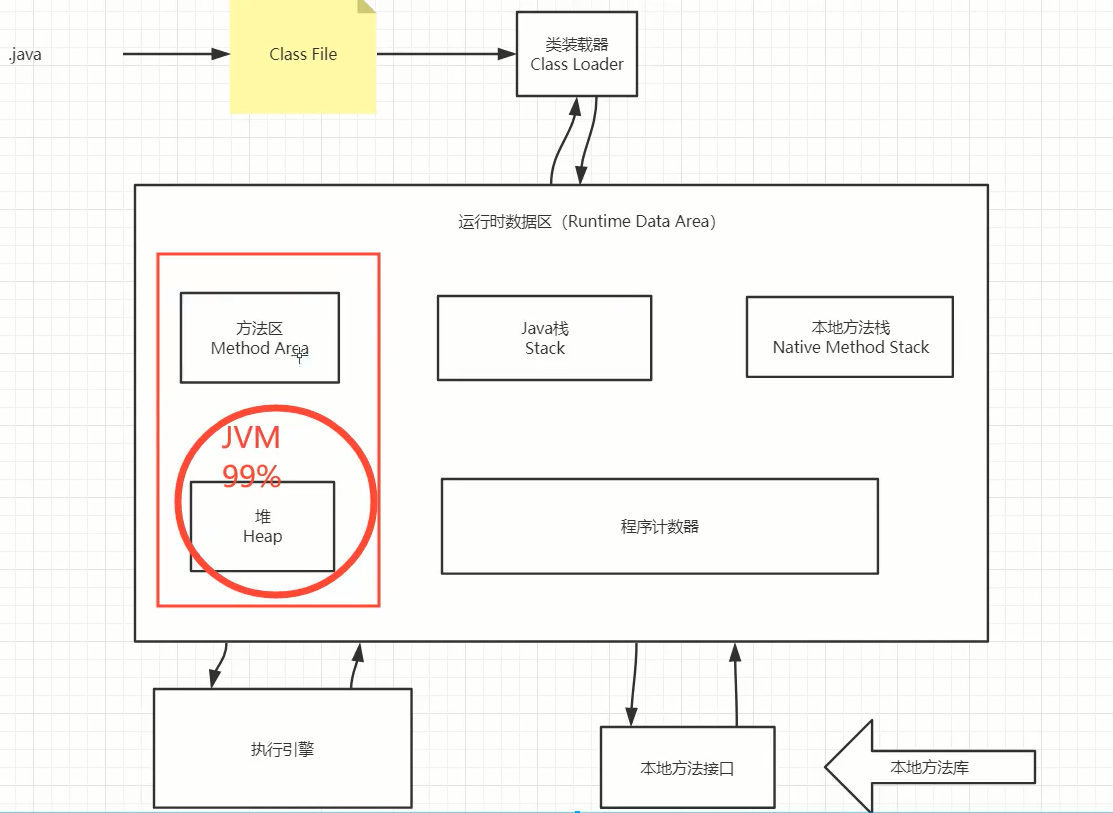 .java
Class File
类装载器
Class Loader
运行时数据区（Runtime Data Area）
方法区
Method Area
Java栈
Stack
本地方法栈
Native Method Stack
JVM
99%
堆
Heap
程序计数器
执行引擎
本地方法接口
本地方法库